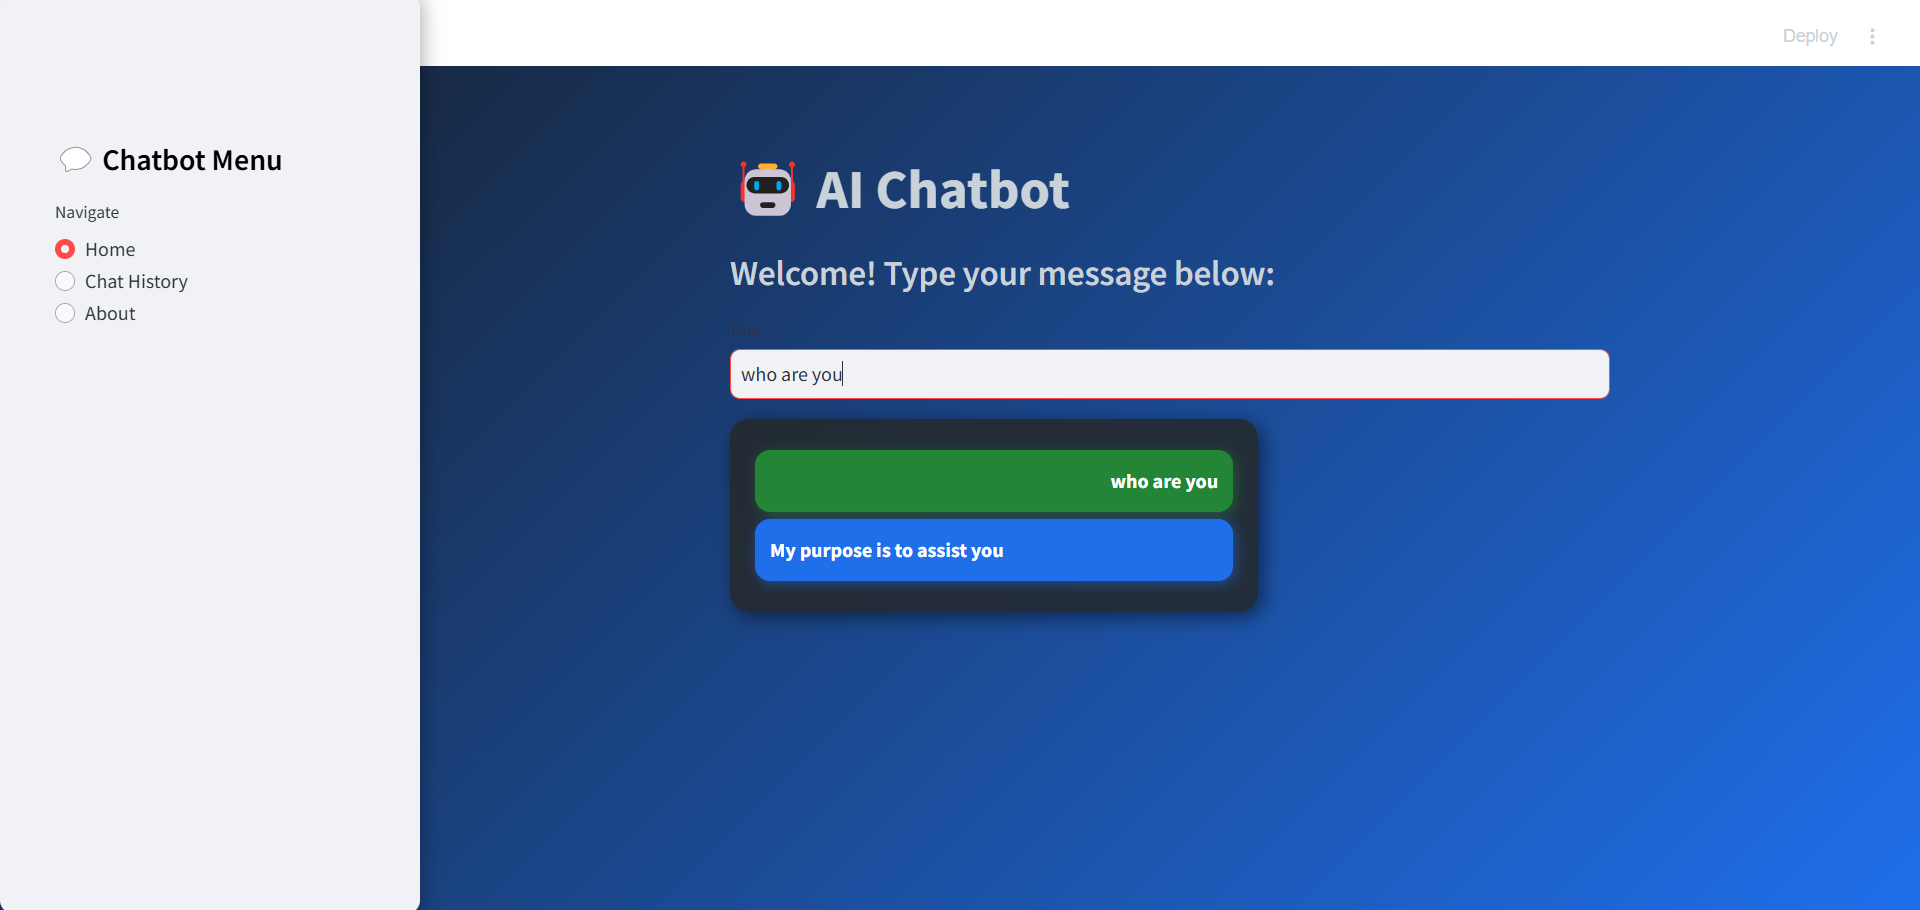 Deploy
Chatbot Menu
Navigate
Home
Chat History
About
AI Chatbot
Welcome! Type your message below:
You:
who are you
who are you
My purpose is to assist you